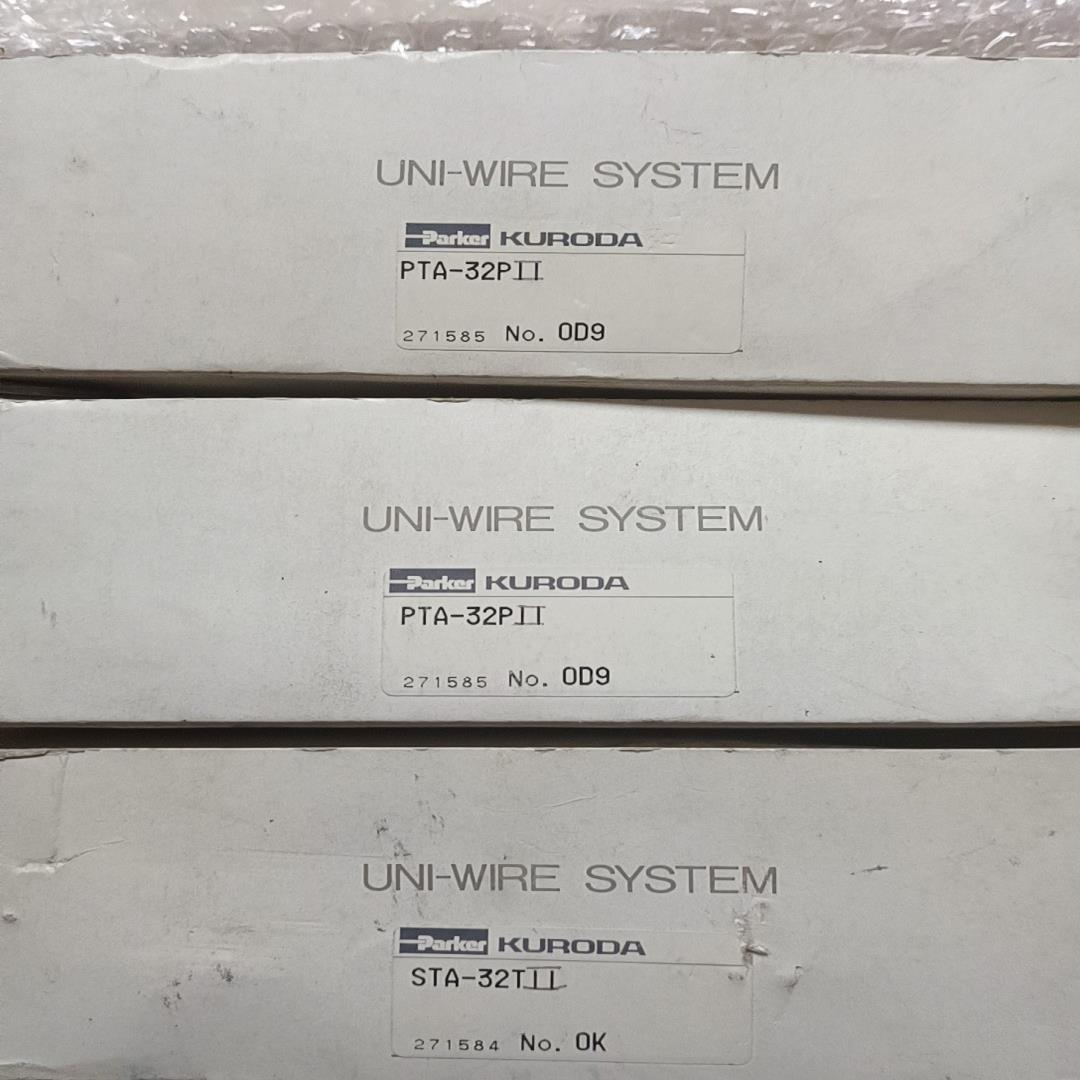 UNI-WIRE SYSTEM
Parker KURODA
PTA-32PII
271585 No. 0D9
UNI-WIRE SYSTEM
Parker KURODA
PTA-32PII
271585 No. 0D9
UNI-WIRE SYSTEM
Parker KURODA
STA-32TII
271584 No. 0K